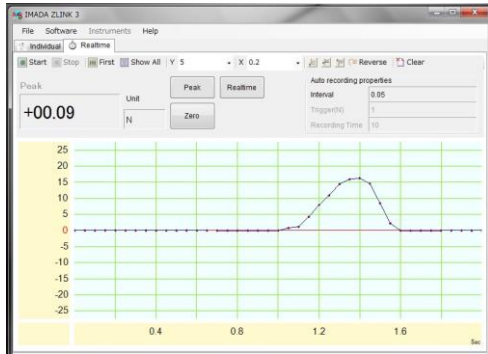 IMADA ZLINK 3
File Software Instruments Help
Individual Realtime
Start Stop First Show All Y 5 X 0.2 Reverse Clear
Peak
+00.09
Unit
N
Peak Realtime
Zero
Auto recording properties
Interval 0.05
Trigger(N) 1
Recording Time 10
25
20
15
10
5
0
-5
-10
-15
-20
-25
0.4 0.8 1.2 1.6
Sec